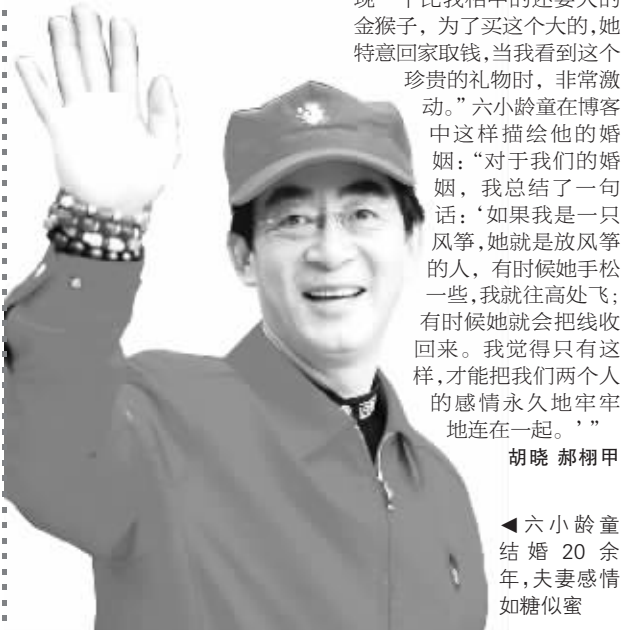 金猴子，为了买这个大的,她
特意回家取钱,当我看到这个
珍贵的礼物时，非常激
动。”六小龄童在博客
中这样描绘他的婚
姻：“对于我们的婚
姻，我总结了一句
话：‘如果我是一只
风筝,她就是放风筝
的人，有时候她手松
一些,我就往高处飞；
有时候她就会把线收
回来。我觉得只有这
样,才能把我们两个人
的感情永久地牢牢
地连在一起。’”
胡晓 郝栩甲
◀六小龄童
结婚 20 余
年,夫妻感情
如糖似蜜